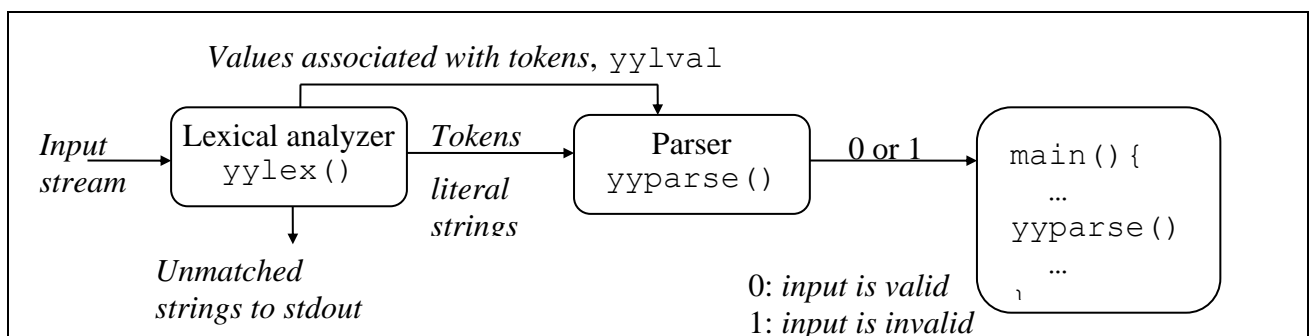 Values associated with tokens, yylval
Lexical analyzer
yylex()
Input
stream
Tokens
literal
strings
Parser
yyparse()
0 or 1
main(){
…
yyparse()
…
}
Unmatched
strings to stdout
0: input is valid
1: input is invalid